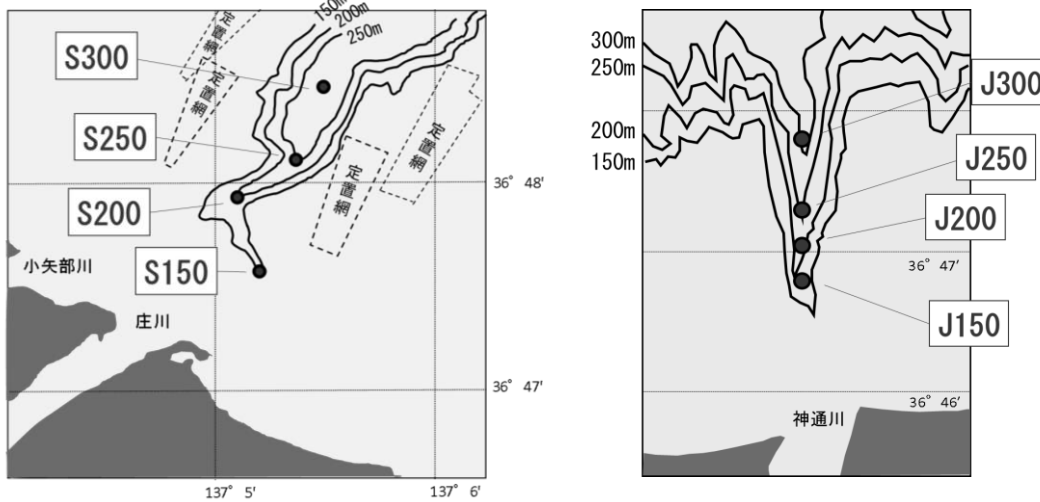 150m
200m
250m
定置網
定置網
定置網
定置網
S300
S250
S200
S150
36° 48′
36° 47′
小矢部川
庄川
137° 5′
137° 6′
300m
250m
200m
150m
J300
J250
J200
J150
36° 47′
36° 46′
神通川